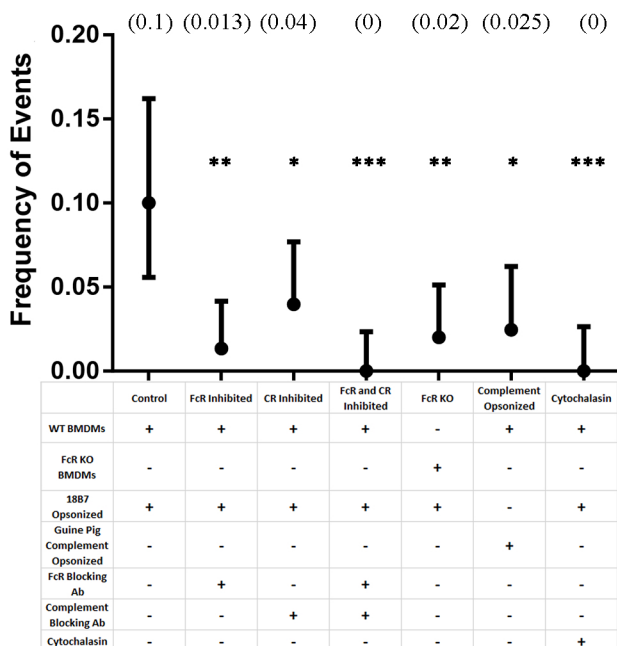 (0.1) (0.013) (0.04) (0) (0.02) (0.025) (0)
0.20
0.15
0.10
0.05
0.00
Frequency of Events
** * *** ** * ***
Control FcR Inhibited CR Inhibited FcR and CR Inhibited FcR KO Complement Opsonized Cytochalasin
WT BMDMs + + + + - + +
FcR KO BMDMs - - - - + - -
18B7 Opsonized + + + + + - +
Guine Pig Complement Opsonized - - - - - + -
FcR Blocking Ab - + - + - - -
Complement Blocking Ab - - + + - - -
Cytochalasin - - - - - - +